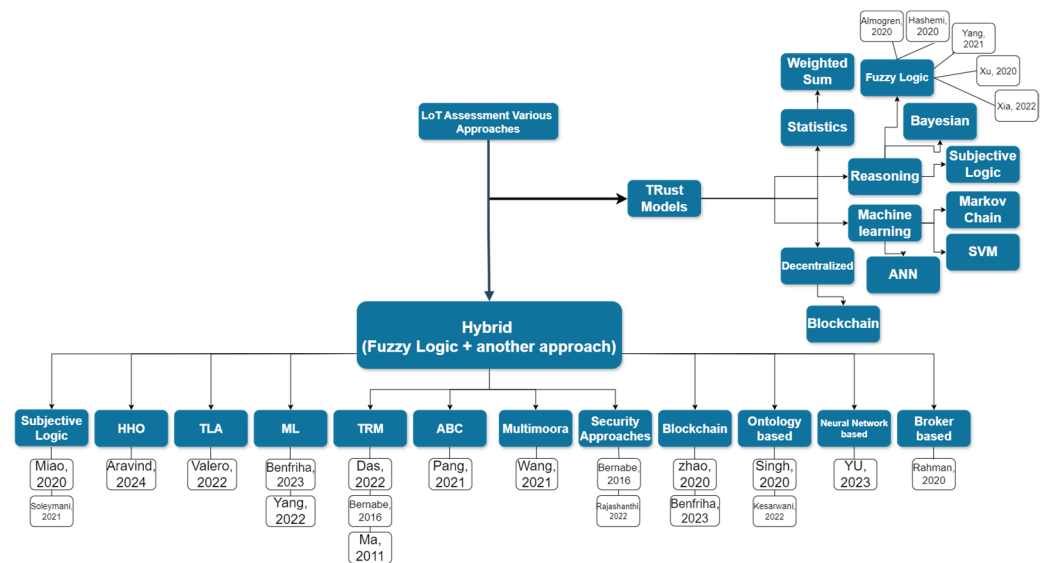 Almogren,
2020
Hashemi,
2020
Yang,
2021
Xu, 2020
Xia, 2022
Fuzzy Logic
Weighted
Sum
Statistics
Bayesian
LoT Assessment Various
Approaches
Reasoning
Subjective
Logic
TRust
Models
Machine
learning
Markov
Chain
SVM
ANN
Decentralized
Blockchain
Hybrid
(Fuzzy Logic + another approach)
Subjective
Logic
HHO
TLA
ML
TRM
ABC
Multimoora
Security
Approaches
Blockchain
Ontology
based
Neural Network
based
Broker
based
Miao,
2020
Aravind,
2024
Valero,
2022
Benfriha,
2023
Das,
2022
Pang,
2021
Wang,
2021
Bernabe,
2016
zhao,
2020
Singh,
2020
YU,
2023
Rahman,
2020
Soleymani,
2021
Yang,
2022
Bernabe,
2016
Rajashanthi,
2022
Benfriha,
2023
Kesarwani,
2022
Ma,
2011